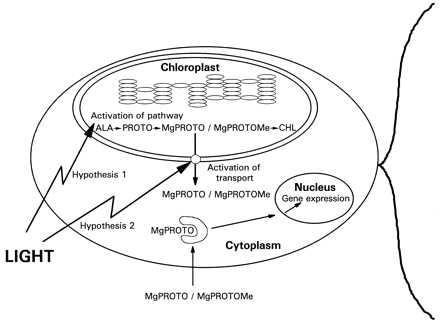 Chloroplast
Activation of pathway
ALA PROTO MgPROTO / MgPROTOMe CHL
Hypothesis 1
Activation of
transport
MgPROTO / MgPROTOMe
Nucleus
Gene expression
Hypothesis 2
MgPROTO
Cytoplasm
LIGHT
MgPROTO / MgPROTOMe